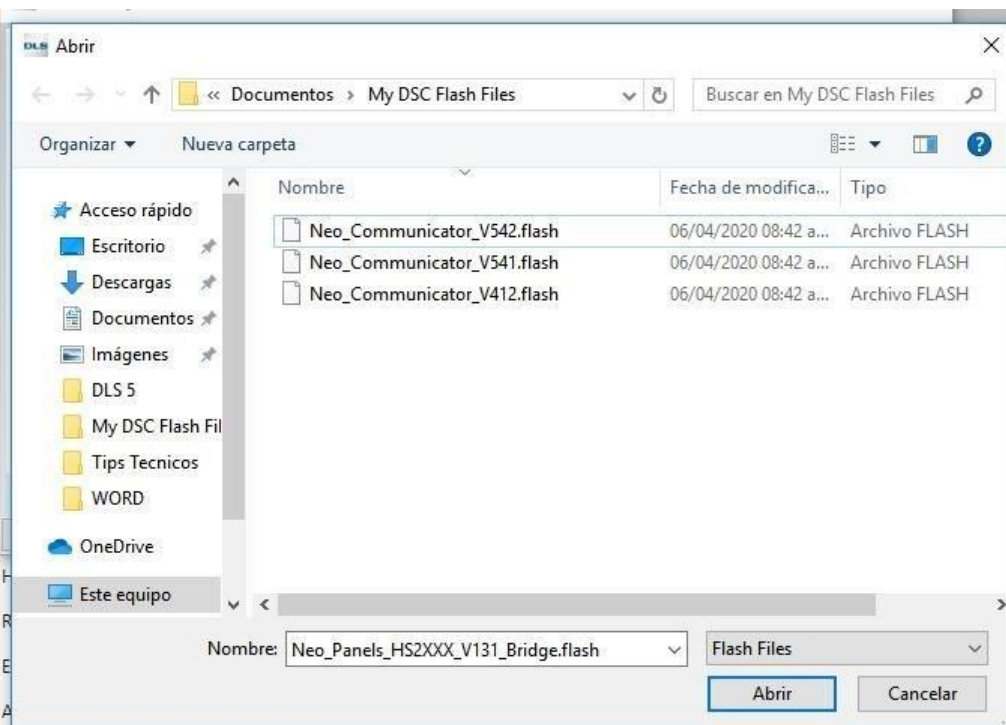 DLS Abrir
« Documentos › My DSC Flash Files
Buscar en My DSC Flash Files
Organizar
Nueva carpeta
Nombre Fecha de modifica... Tipo
Acceso rápido
Escritorio
Descargas
Documentos
Imágenes
DLS 5
My DSC Flash Fil
Tips Tecnicos
WORD
OneDrive
Este equipo
Neo_Communicator_V542.flash 06/04/2020 08:42 a... Archivo FLASH
Neo_Communicator_V541.flash 06/04/2020 08:42 a... Archivo FLASH
Neo_Communicator_V412.flash 06/04/2020 08:42 a... Archivo FLASH
Nombre: Neo_Panels_HS2XXX_V131_Bridge.flash
Flash Files
Abrir
Cancelar